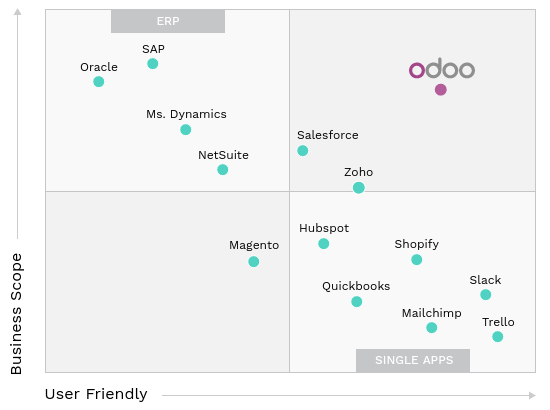 ERP
SAP
Oracle
odoo
Ms. Dynamics
Salesforce
NetSuite
Zoho
Hubspot
Magento
Shopify
Slack
Quickbooks
Mailchimp
Trello
SINGLE APPS
Business Scope
User Friendly